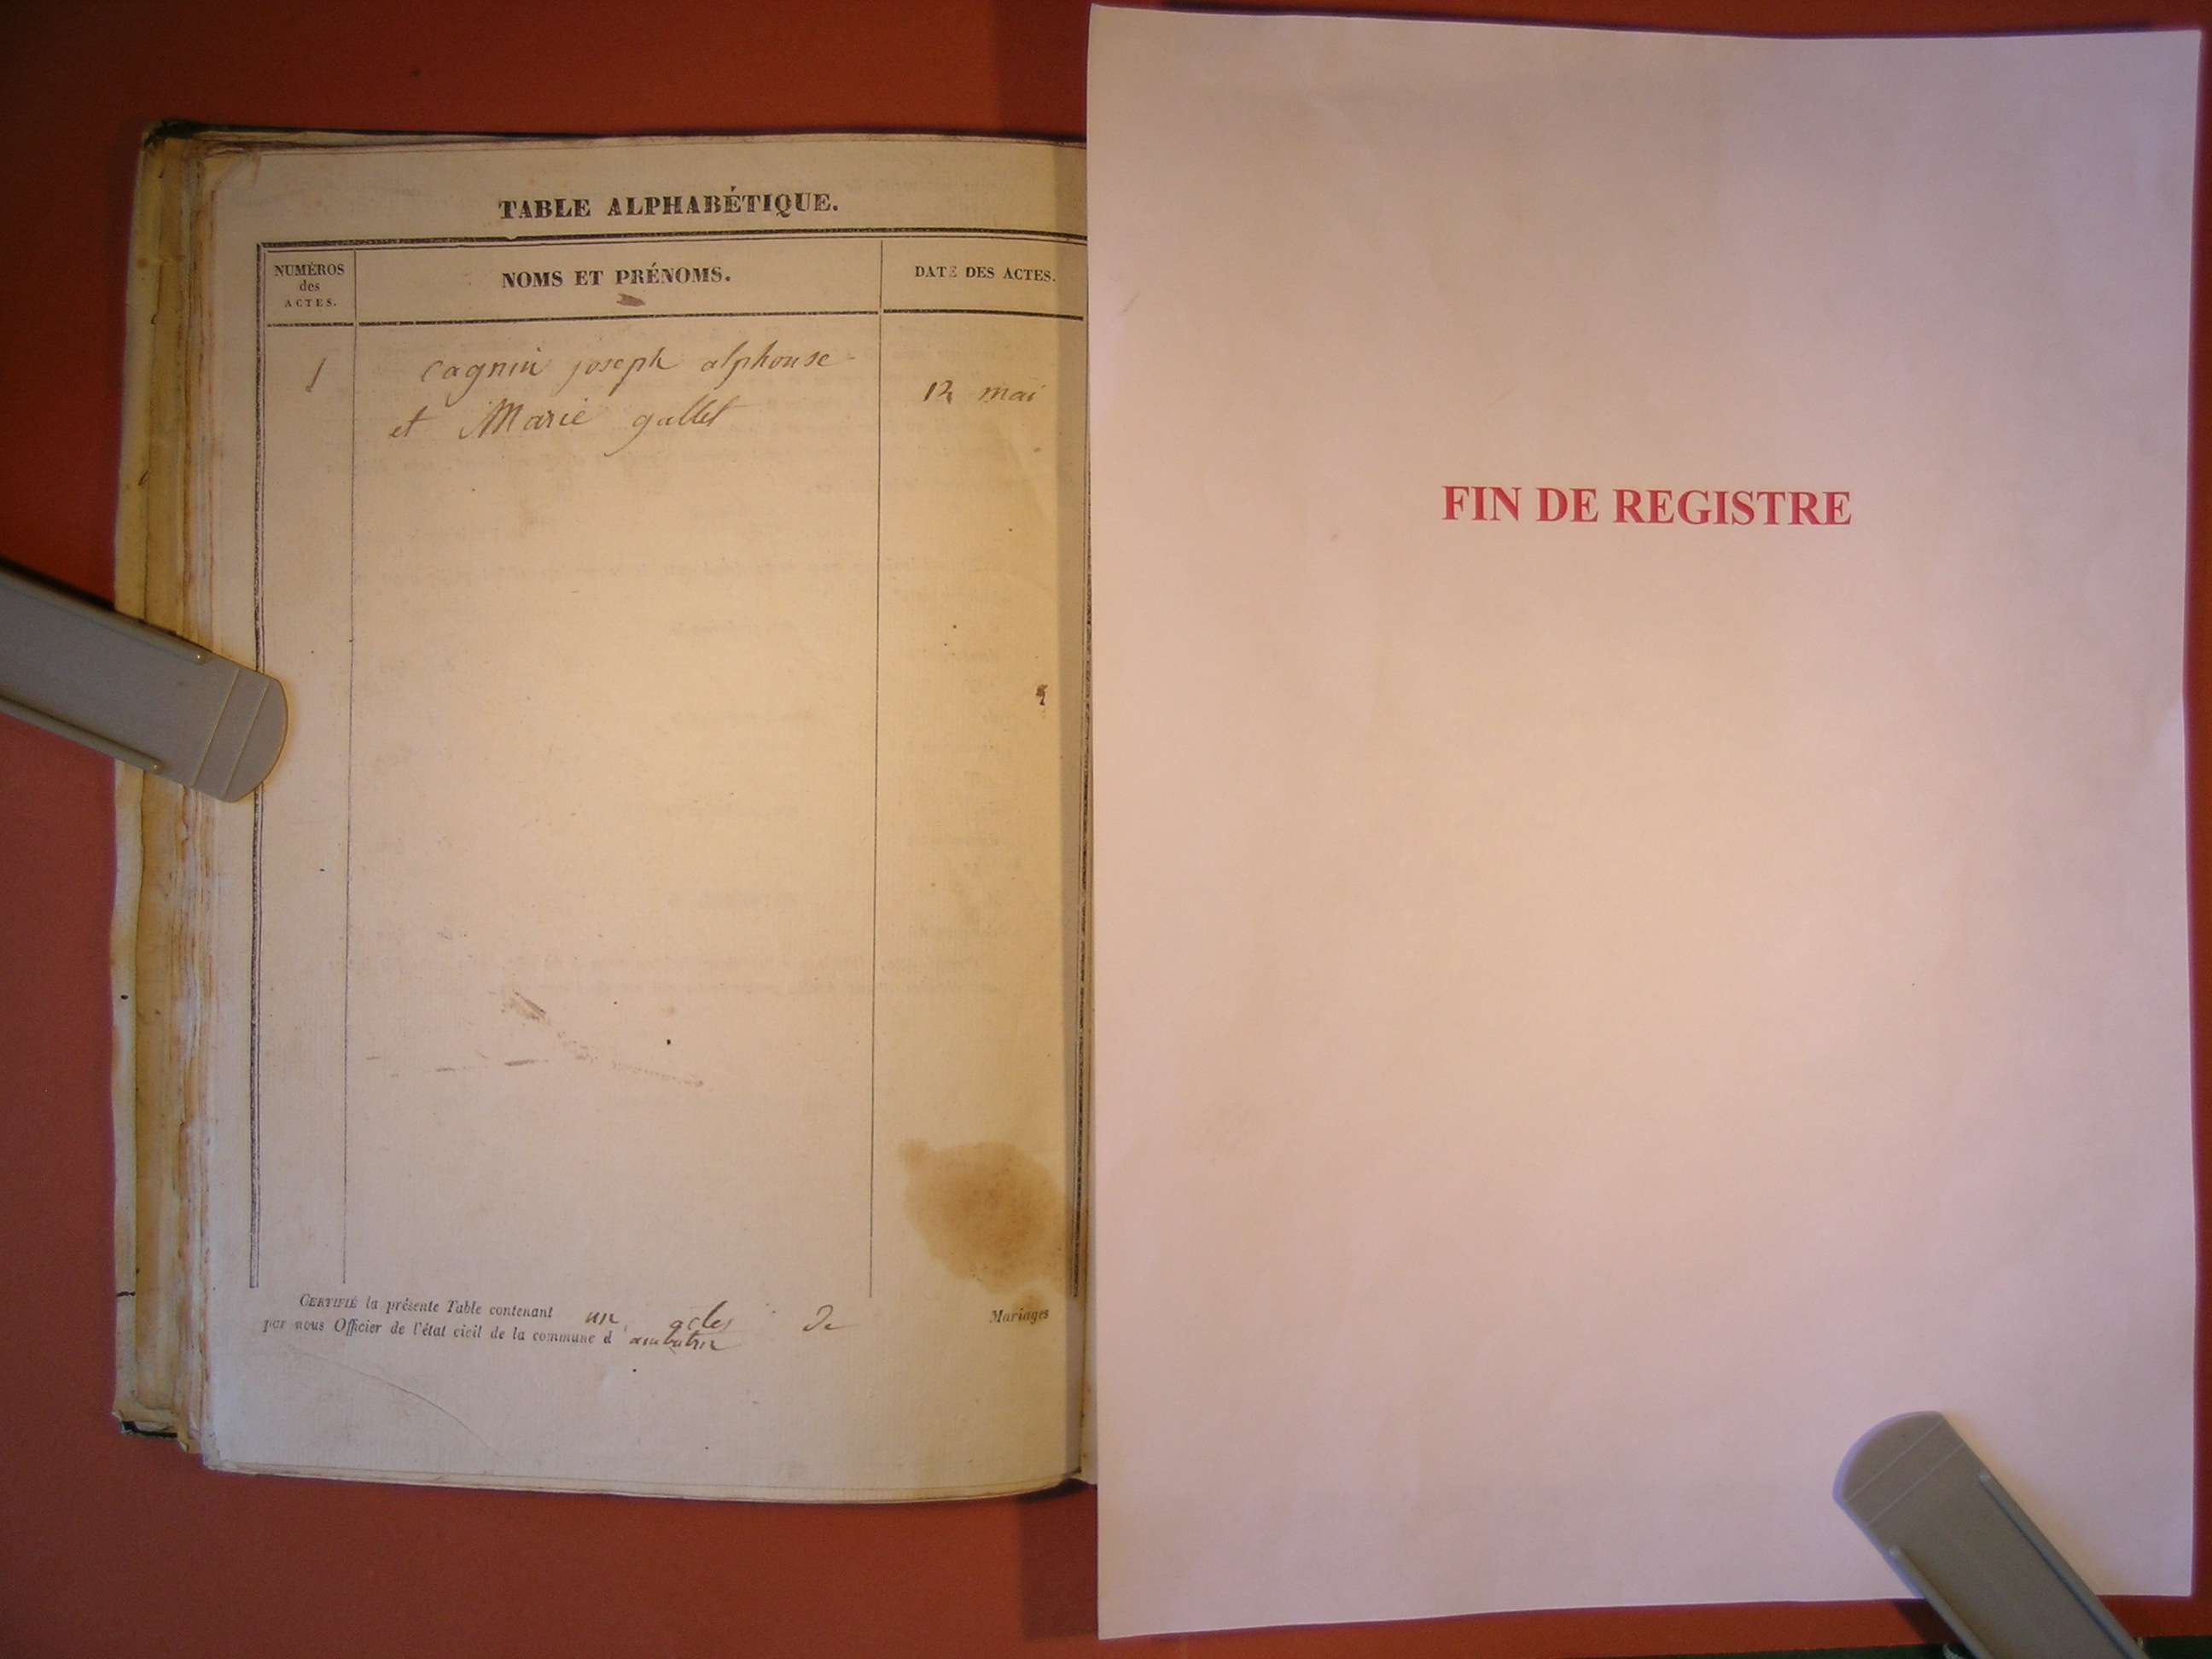 TABLE ALPHABÉTIQUE.
NUMÉROS
des
ACTES.
NOMS ET PRÉNOMS.
DATE DES ACTES.
1
cagnin joseph alphonse
et Marie gallet
12 mai
CERTIFIÉ la présente Table contenant un actes de Mariages
par nous Officier de l'état civil de la commune d'ambutrix
FIN DE REGISTRE